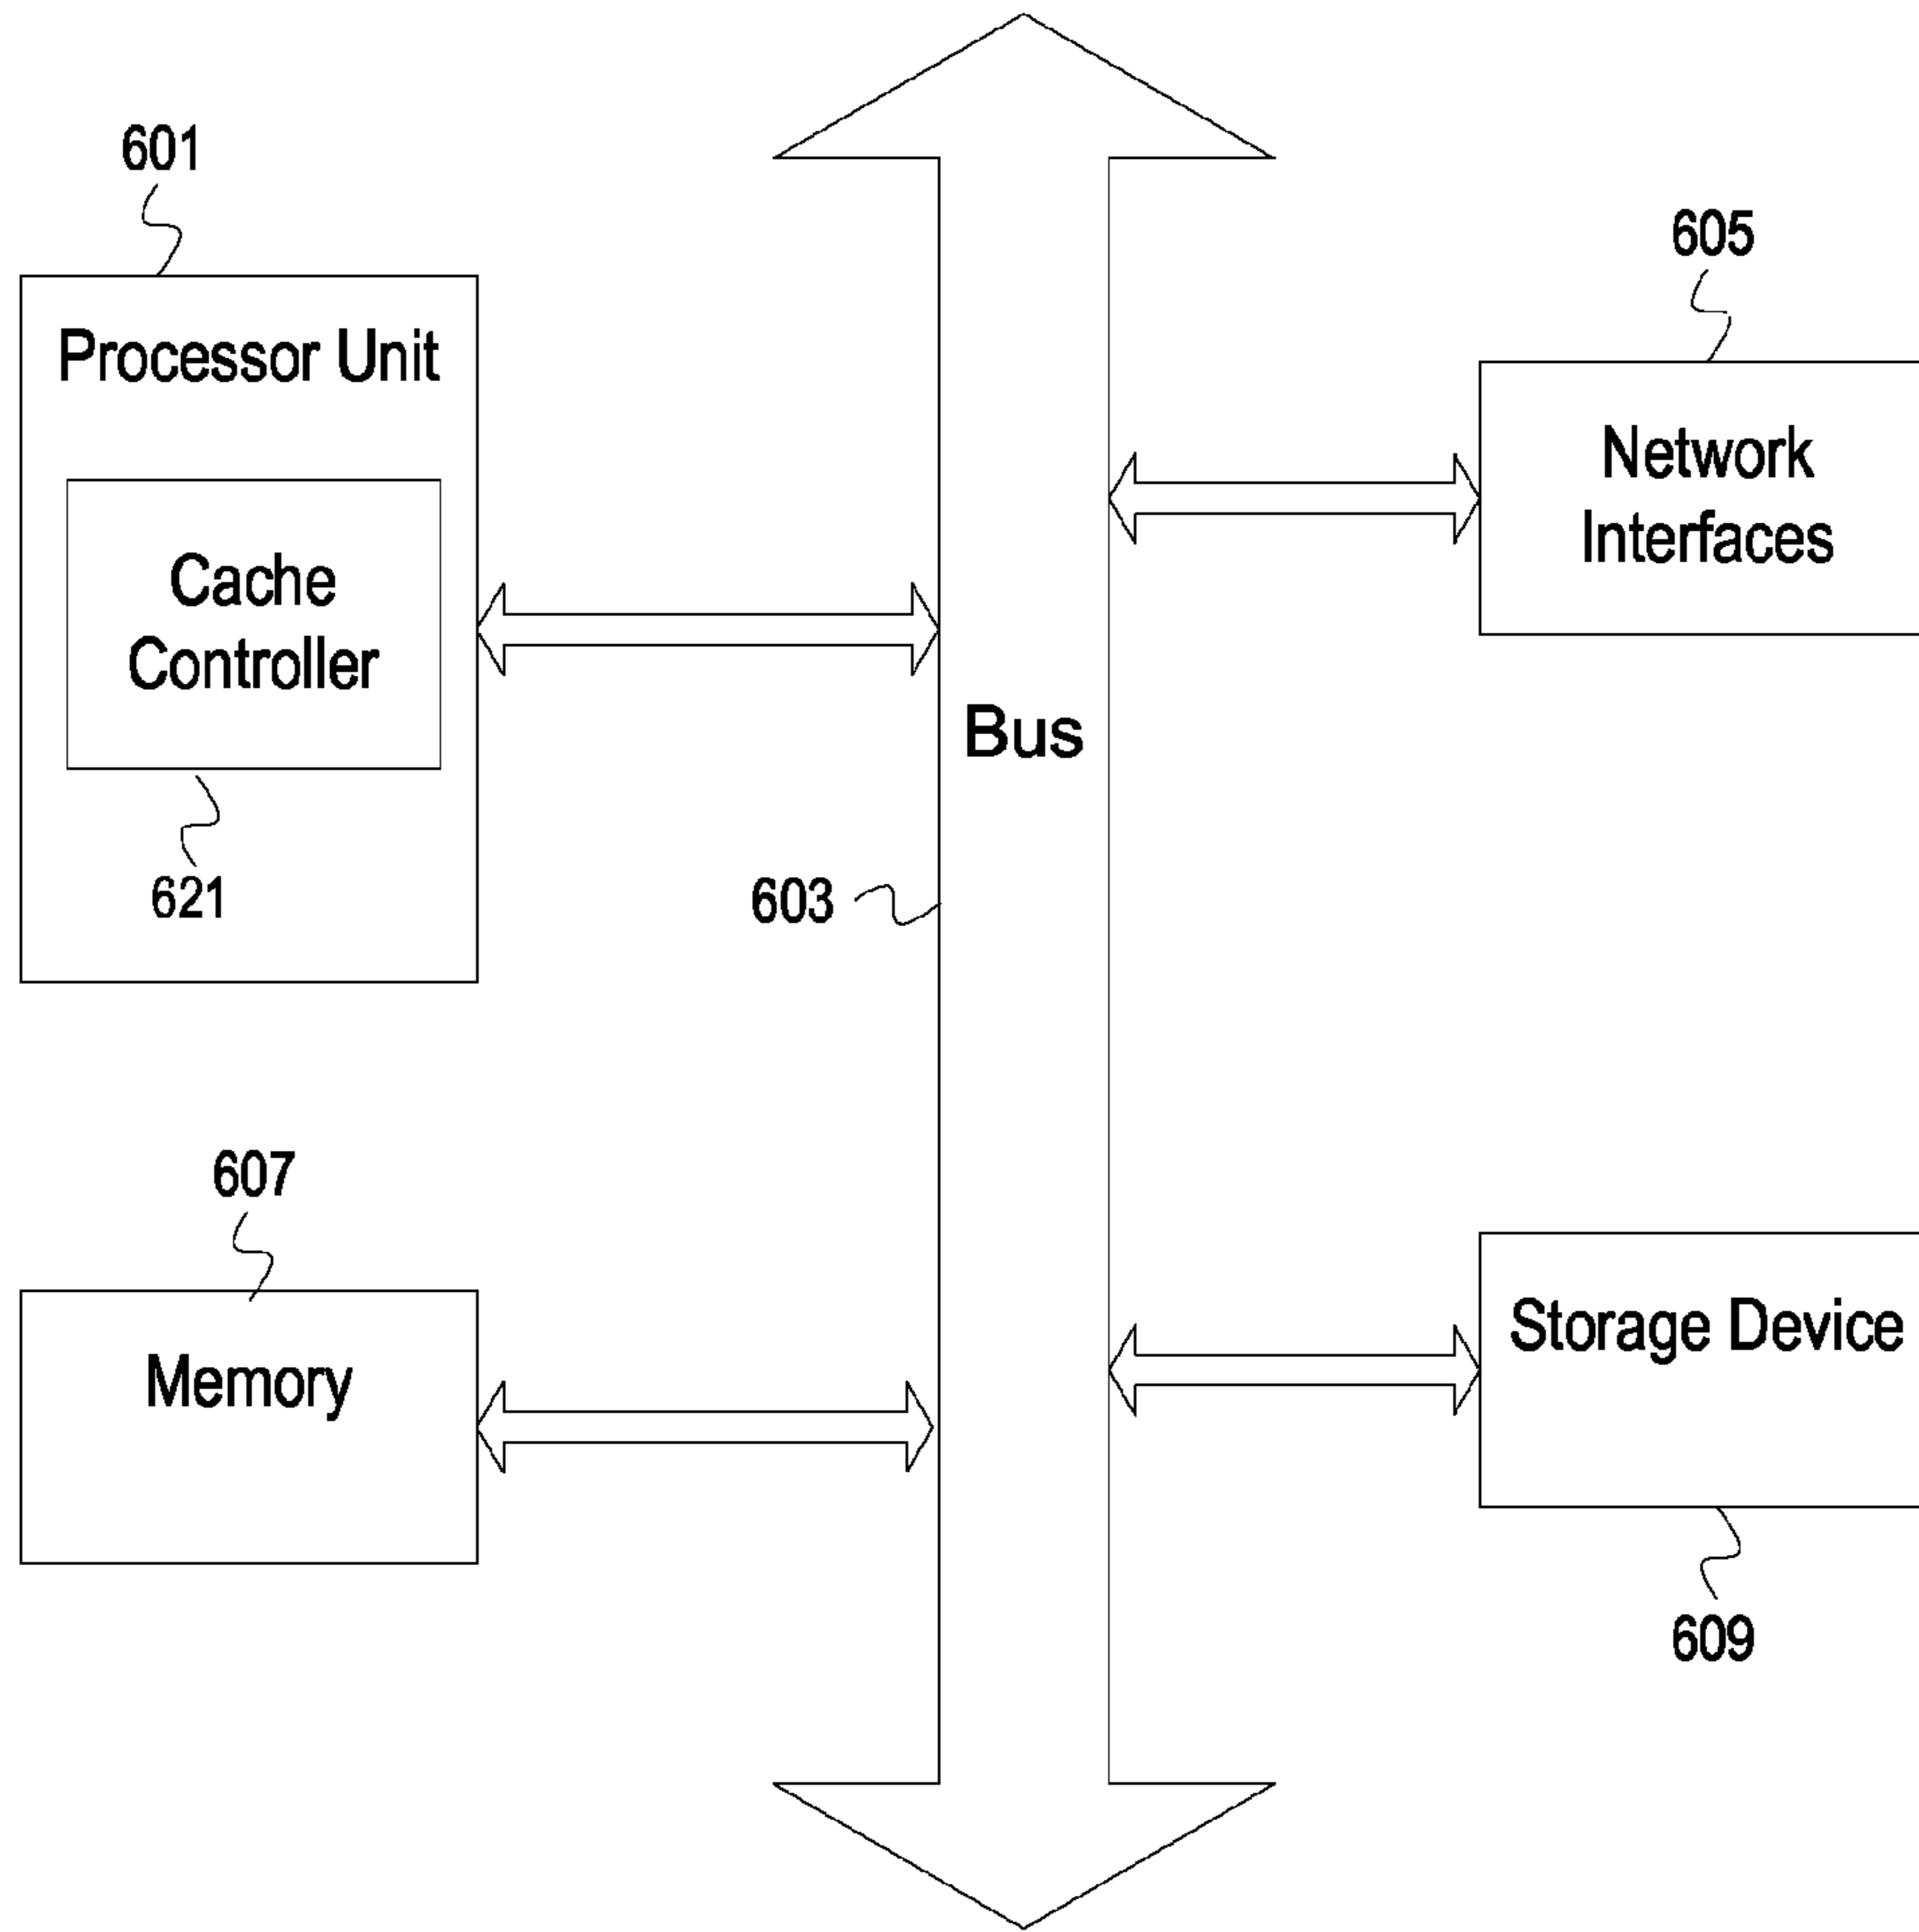 601
Processor Unit
Cache
Controller
621
605
Network
Interfaces
Bus
603
607
Memory
Storage Device
609